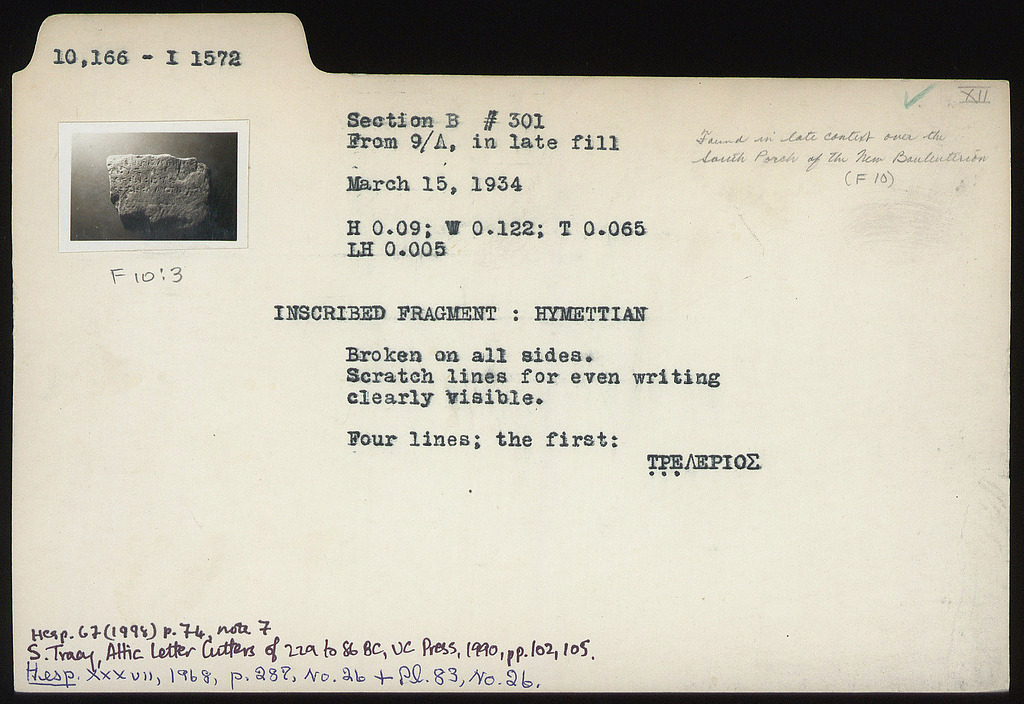 10,166 - I 1572
XII
Section B # 301
From 9/Λ, in late fill
Found in late context over the
South Porch of the New Bouleuterion
(F 10)
March 15, 1934
H 0.09; W 0.122; T 0.065
LH 0.005
F 10:3
INSCRIBED FRAGMENT : HYMETTIAN
Broken on all sides.
Scratch lines for even writing
clearly visible.
Four lines; the first:
Τ̣Ρ̣Ε̣ΛΕΡΙΟΣ
Hesp. 67 (1998) p. 74, note 7
S. Tracy, Attic Letter Cutters of 229 to 86 BC, UC Press, 1990, pp. 102, 105.
Hesp. XXXVII, 1968, p. 287, No. 26 + Pl. 83, No. 26.